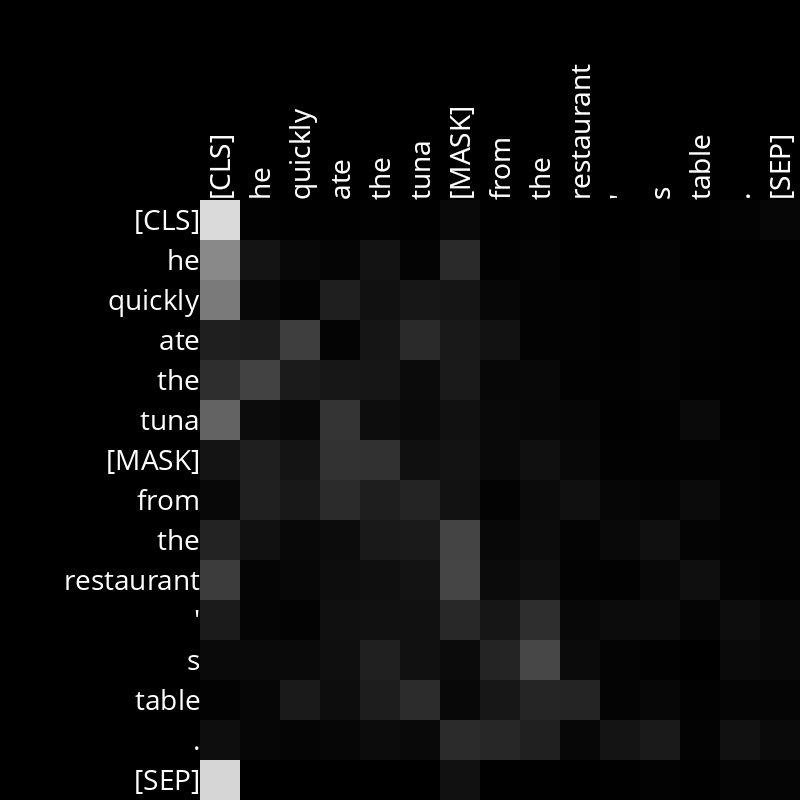 [CLS] he quickly ate the tuna [MASK] from the restaurant ' s table . [SEP]
[CLS]
he
quickly
ate
the
tuna
[MASK]
from
the
restaurant
'
s
table
.
[SEP]